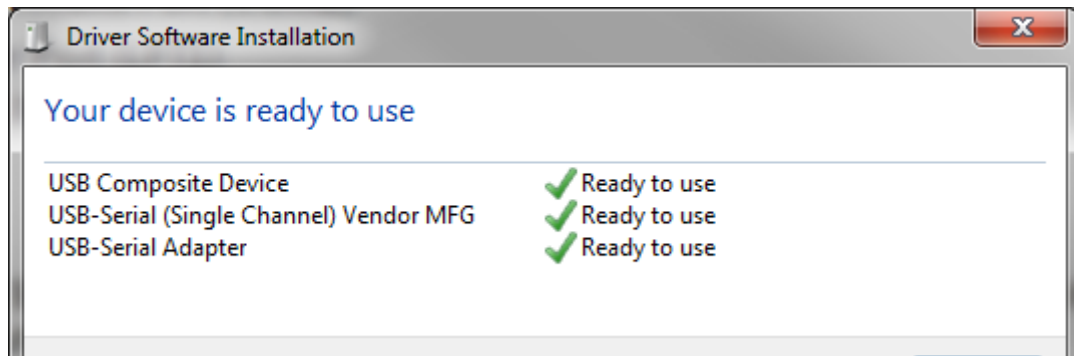 Driver Software Installation
Your device is ready to use
USB Composite Device Ready to use
USB-Serial (Single Channel) Vendor MFG Ready to use
USB-Serial Adapter Ready to use